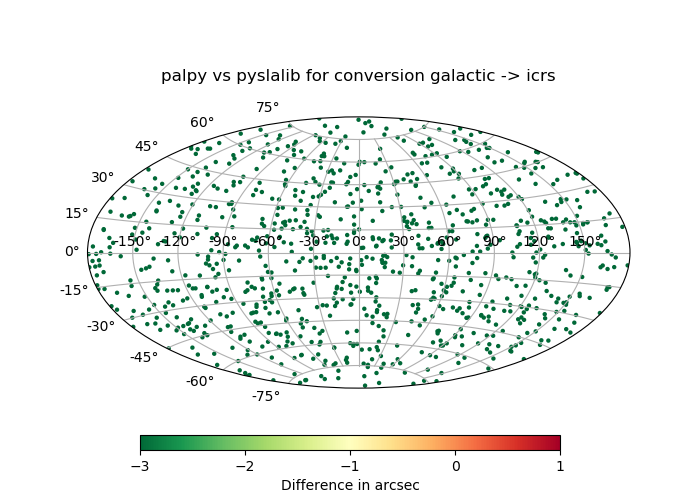 palpy vs pyslalib for conversion galactic -> icrs
75°
60°
45°
30°
15°
0°
-15°
-30°
-45°
-60°
-75°
-150° -120° -90° -60° -30° 0° 30° 60° 90° 120° 150°
−3 −2 −1 0 1
Difference in arcsec